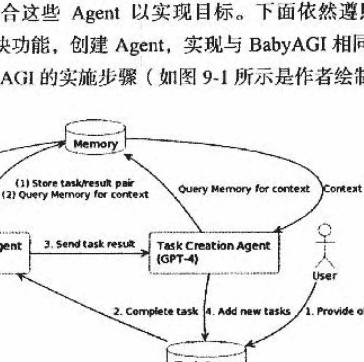 合这些 Agent 以实现目标。下面依然遵
块功能，创建 Agent，实现与 BabyAGI 相
AGI 的实施步骤（如图 9-1 所示是作者绘制
Memory
(1) Store task/result pair
(2) Query Memory for context
Query Memory for context
Context
gent
3. Send task result
Task Creation Agent
(GPT-4)
User
2. Complete task
4. Add new tasks
1. Provide o